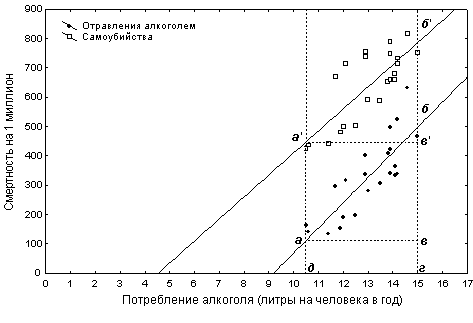 900
800
700
600
500
400
300
200
100
0
Смертность на 1 миллион
Отравления алкоголем
Самоубийства
б'
б
а'
в'
а
в
д
г
0 1 2 3 4 5 6 7 8 9 10 11 12 13 14 15 16 17
Потребление алкоголя (литры на человека в год)